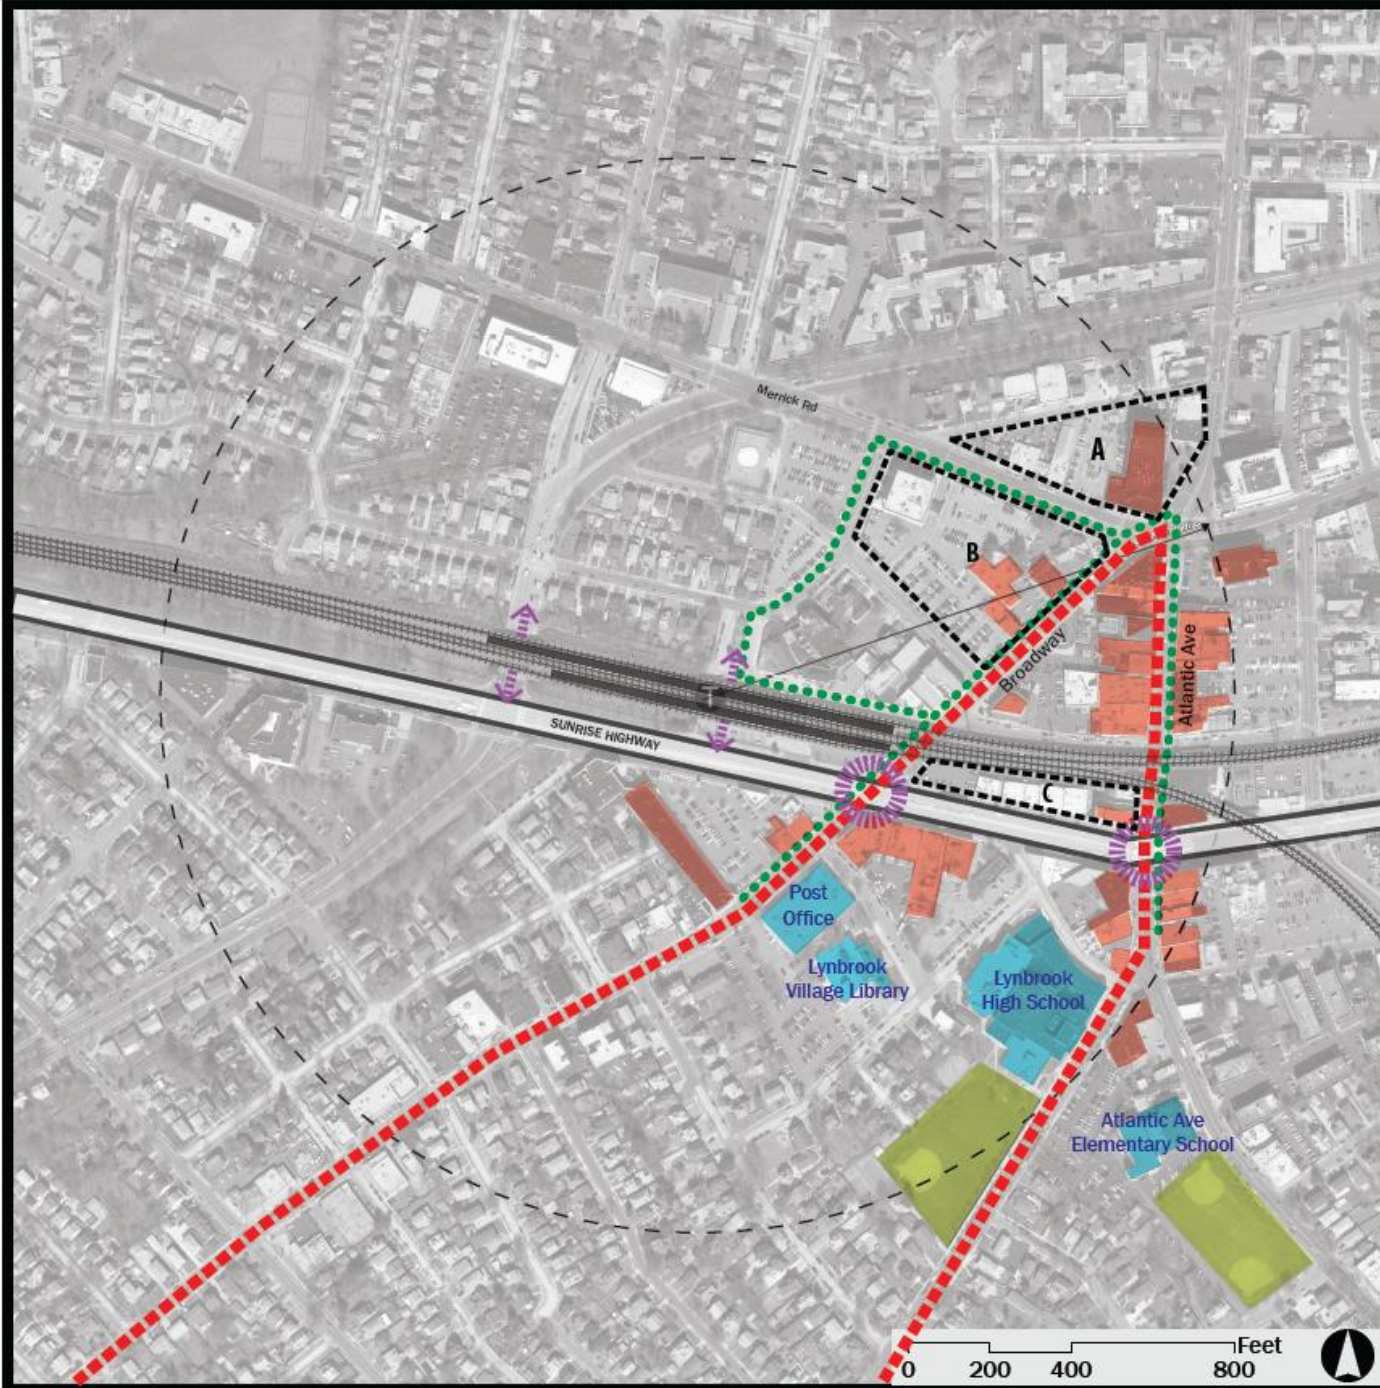 Merrick Rd
A
B
Broadway
Atlantic Ave
T
SUNRISE HIGHWAY
C
Post
Office
Lynbrook
Village Library
Lynbrook
High School
Atlantic Ave
Elementary School
Feet
0 200 400 800